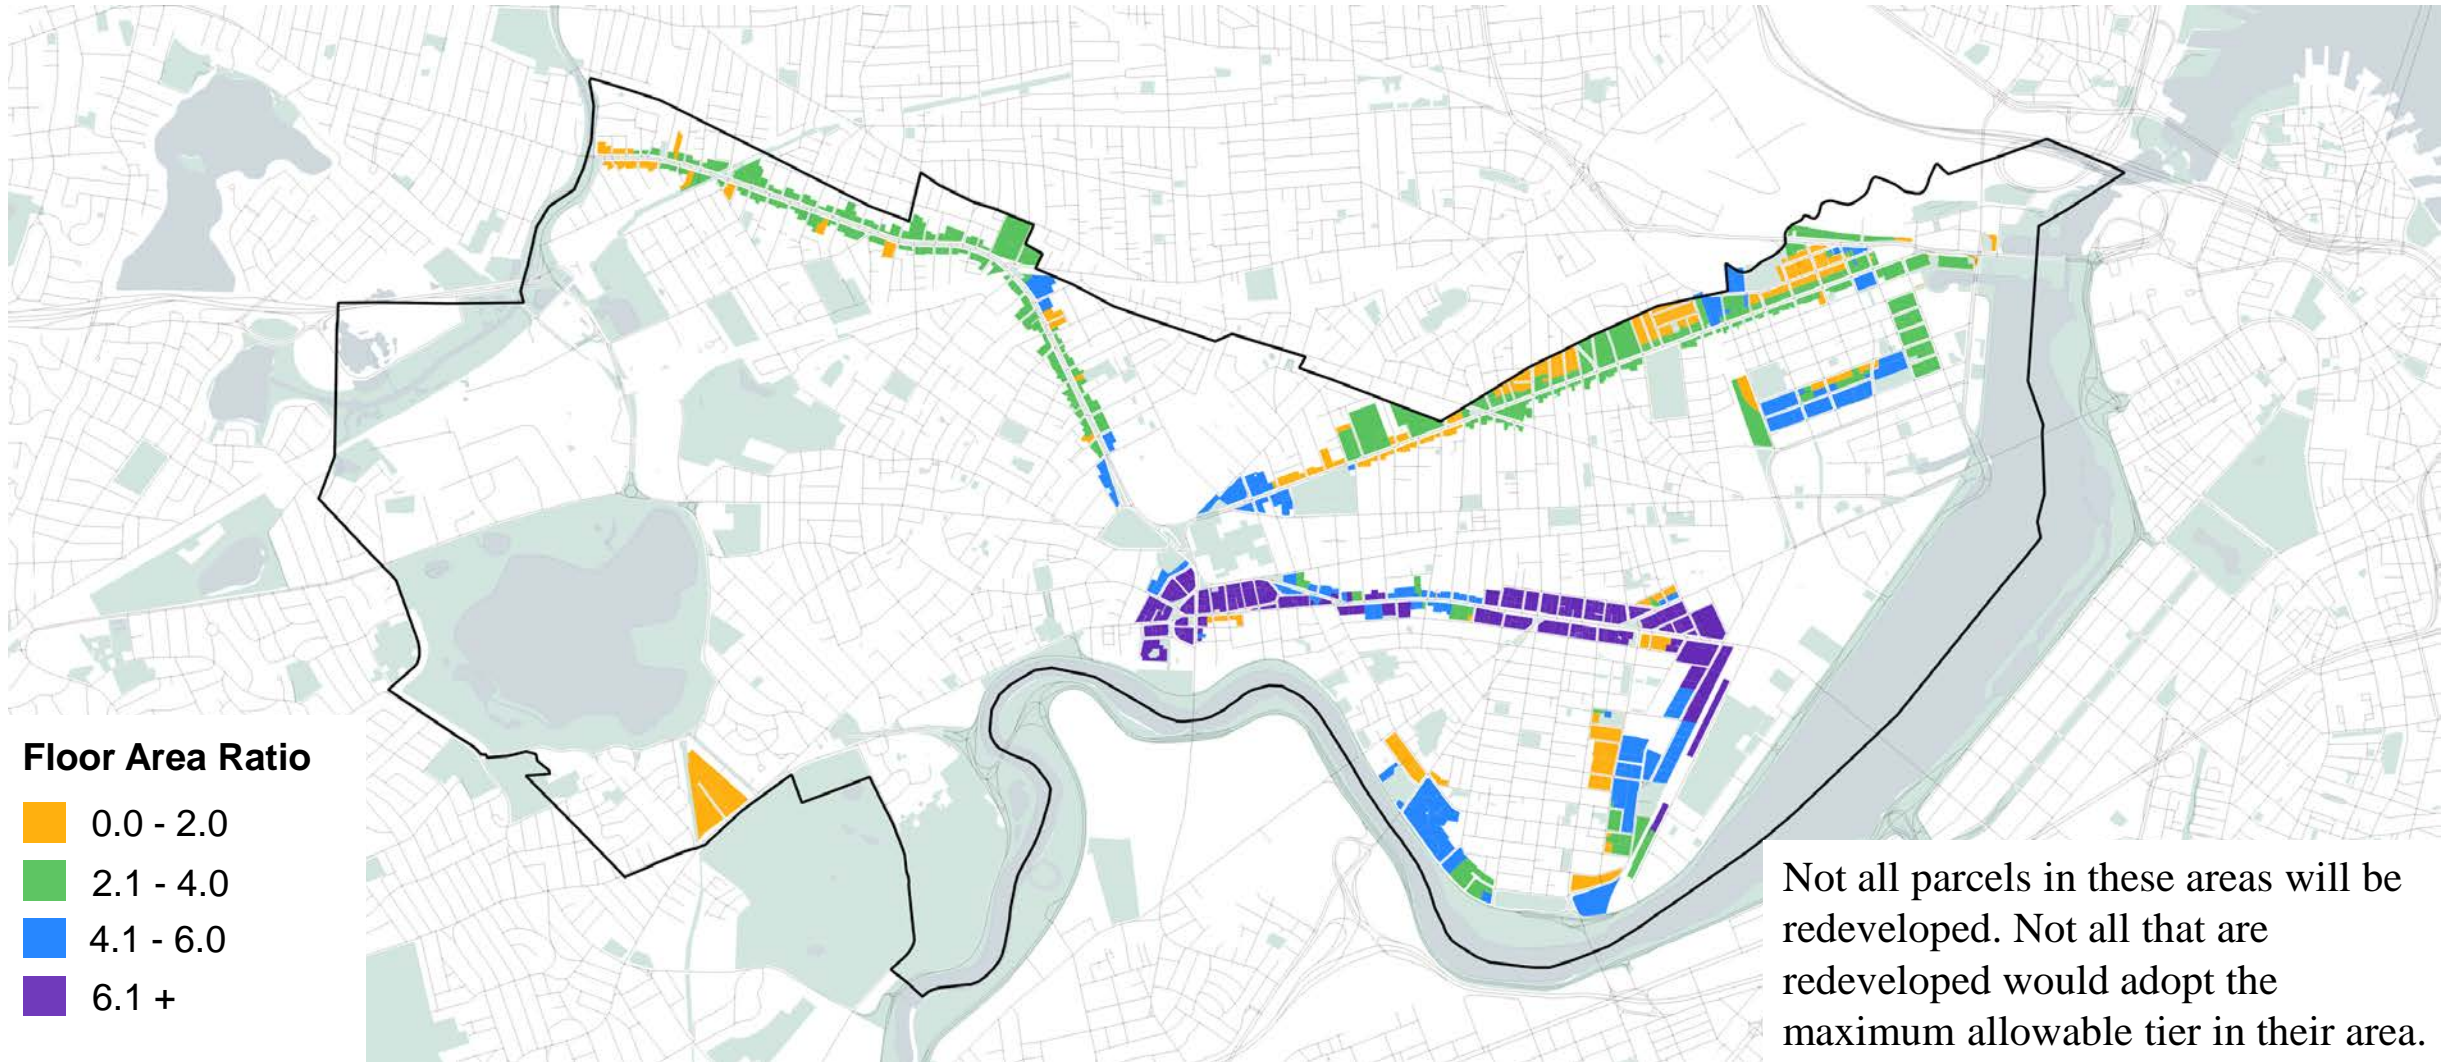 Floor Area Ratio
0.0 - 2.0
2.1 - 4.0
4.1 - 6.0
6.1 +
Not all parcels in these areas will be
redeveloped. Not all that are
redeveloped would adopt the
maximum allowable tier in their area.